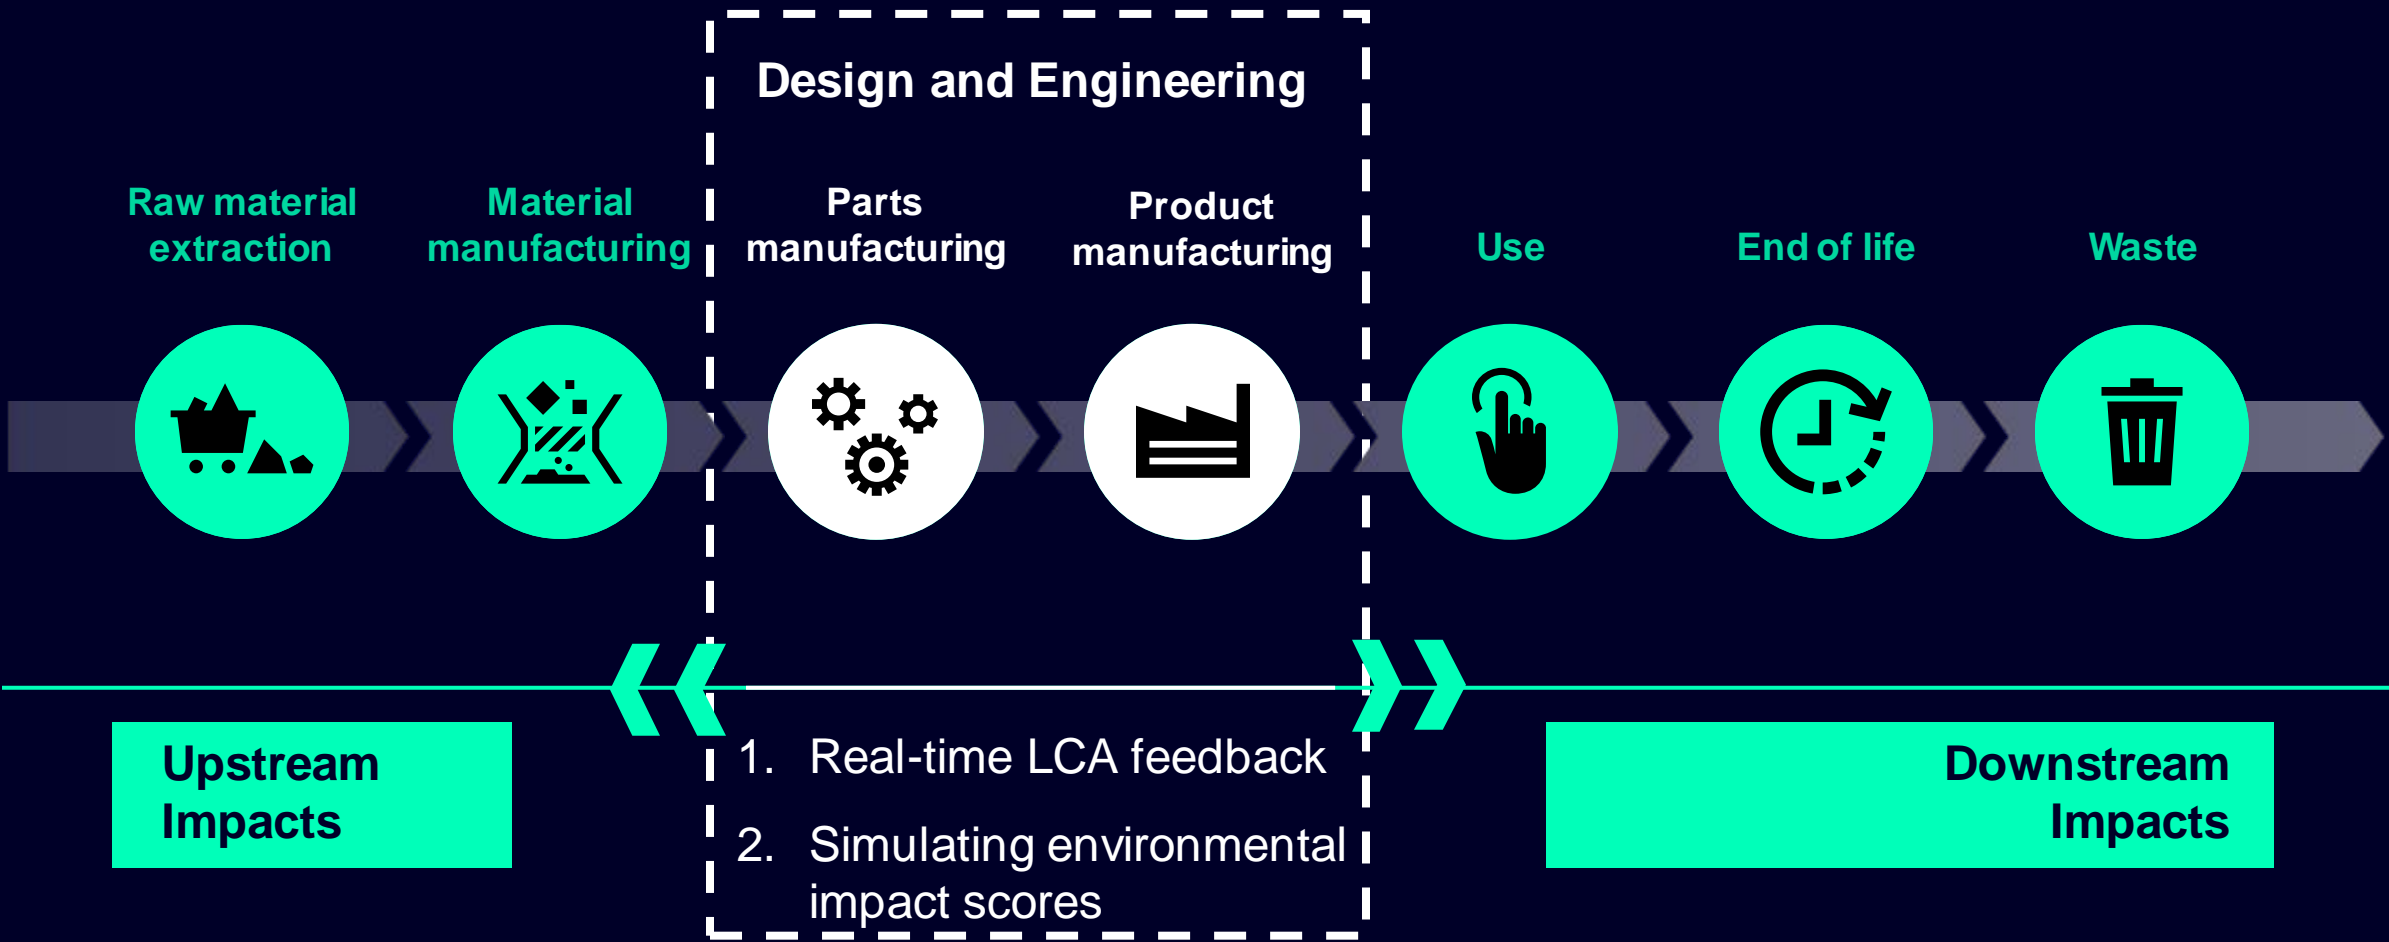 Design and Engineering
Raw material
extraction
Material
manufacturing
Parts
manufacturing
Product
manufacturing
Use
End of life
Waste
Upstream
Impacts
1. Real-time LCA feedback
2. Simulating environmental
impact scores
Downstream
Impacts